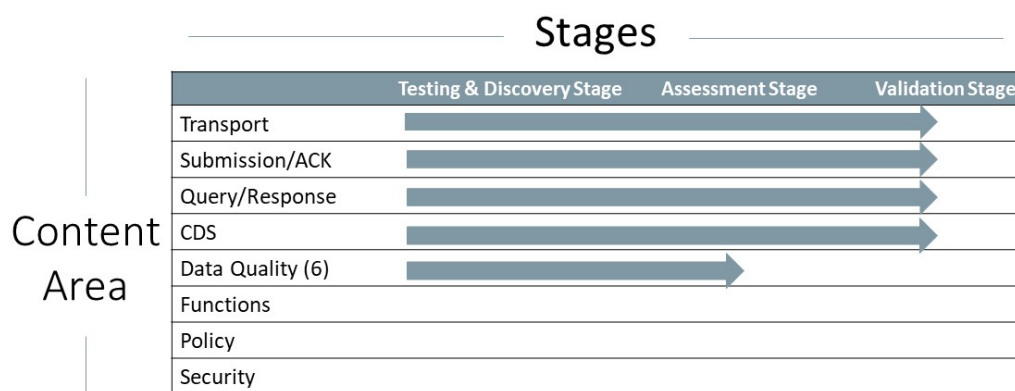 Stages
Testing & Discovery Stage Assessment Stage Validation Stage
Transport
Submission/ACK
Query/Response
CDS
Data Quality (6)
Functions
Policy
Security
Content
Area